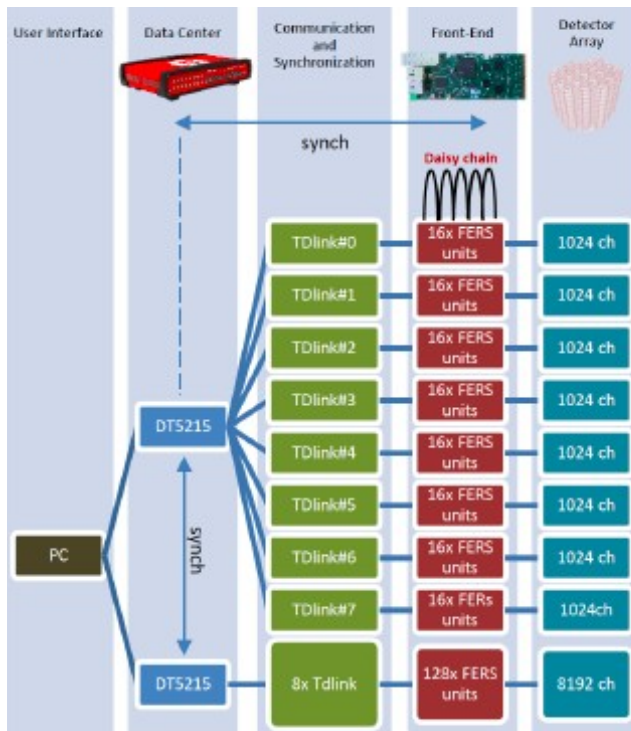 User Interface
Data Center
Communication
and
Synchronization
Front-End
Detector
Array
synch
Daisy chain
TDlink#0
16x FERS
units
1024 ch
TDlink#1
16x FERS
units
1024 ch
TDlink#2
16x FERS
units
1024 ch
TDlink#3
16x FERS
units
1024 ch
DT5215
TDlink#4
16x FERS
units
1024 ch
synch
TDlink#5
16x FERS
units
1024 ch
PC
TDlink#6
16x FERS
units
1024 ch
TDlink#7
16x FERs
units
1024ch
DT5215
8x Tdlink
128x FERS
units
8192 ch